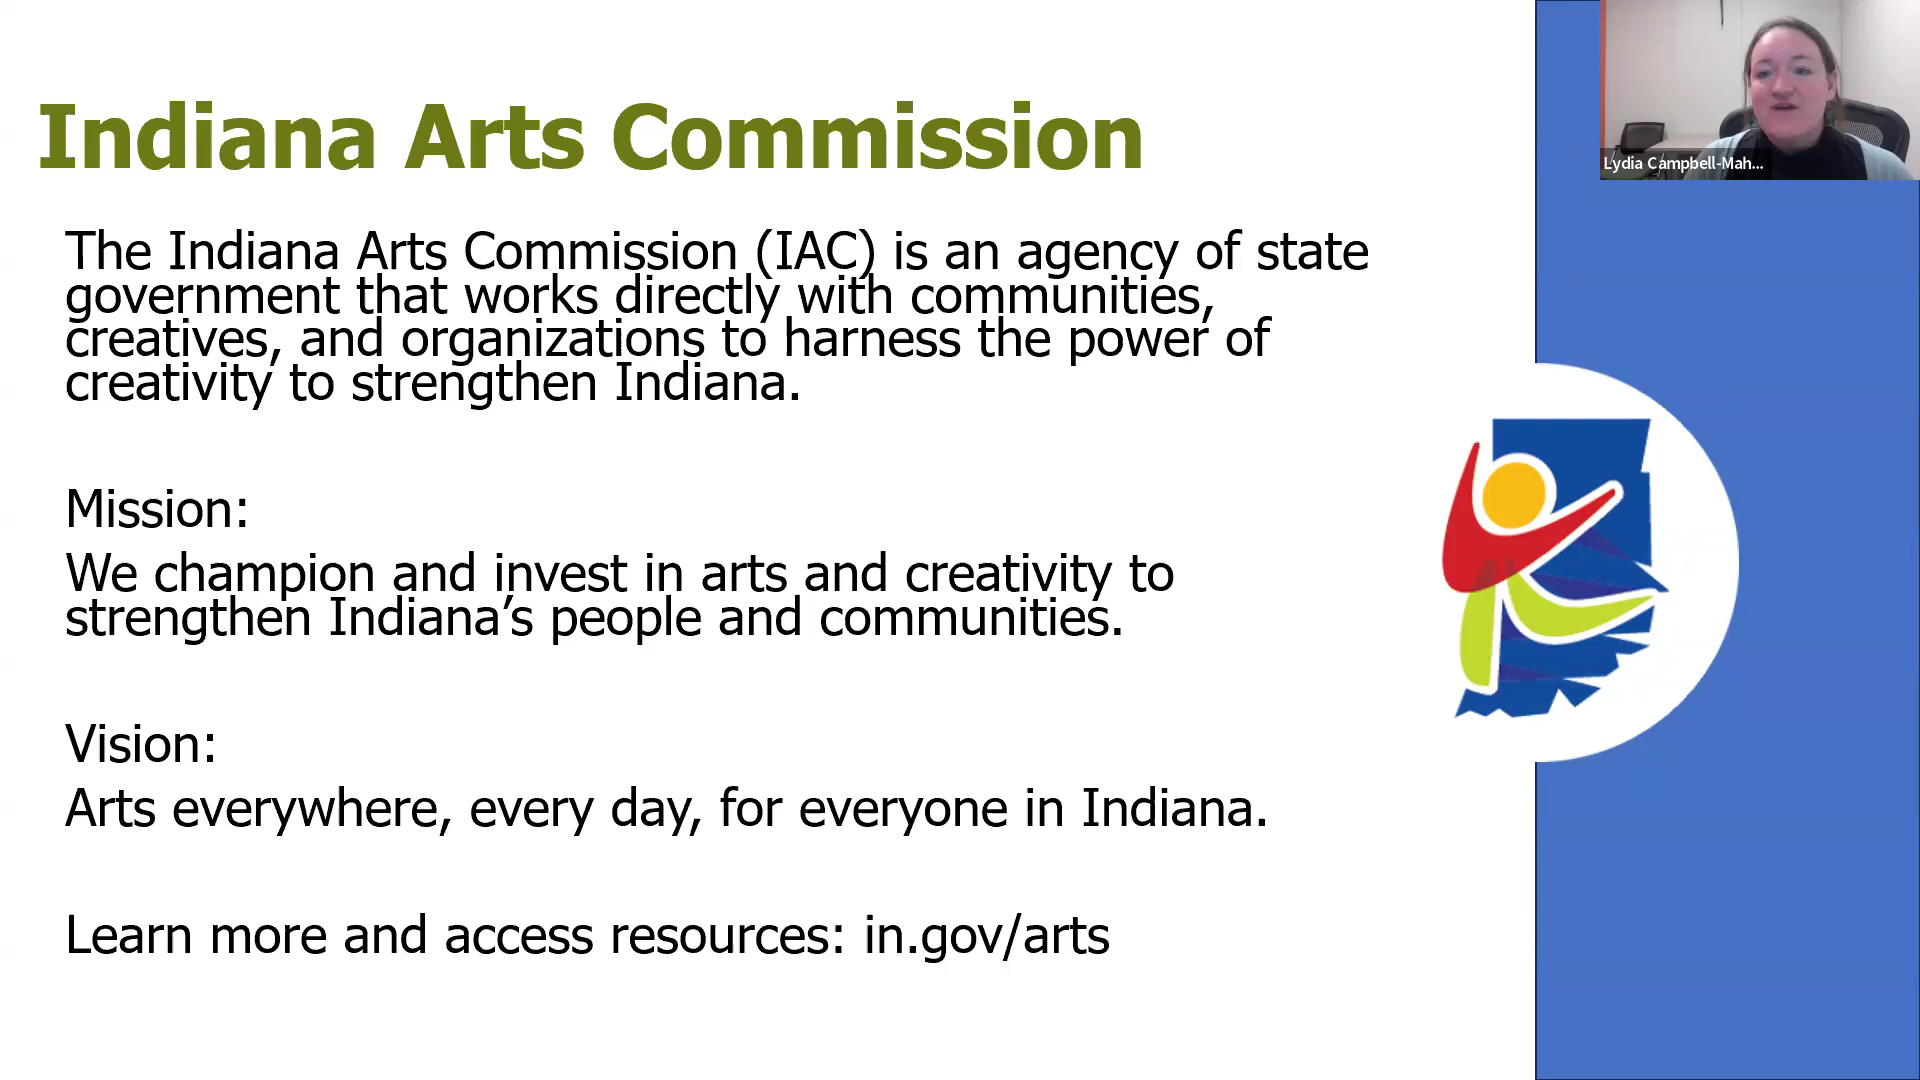 Indiana Arts Commission
Lydia Campbell-Mah...
The Indiana Arts Commission (IAC) is an agency of state
government that works directly with communities,
creatives, and organizations to harness the power of
creativity to strengthen Indiana.
Mission:
We champion and invest in arts and creativity to
strengthen Indiana’s people and communities.
Vision:
Arts everywhere, every day, for everyone in Indiana.
Learn more and access resources: in.gov/arts